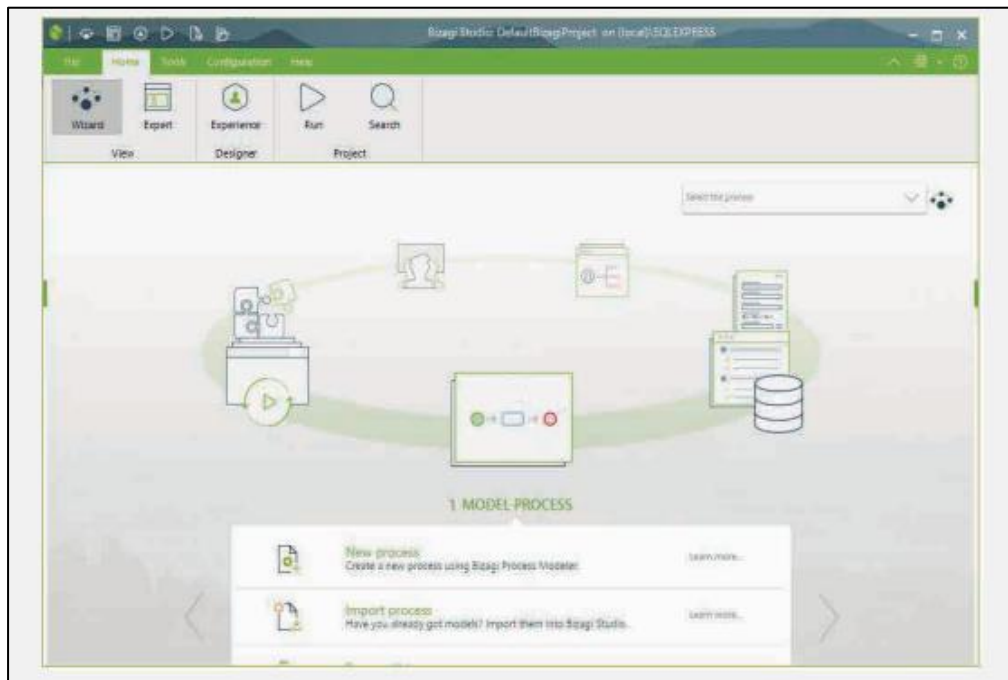 Bizagi Studio: DefaultBizagiProject on (local)\SQLEXPRESS
File Home Tools Configuration Help
Wizard Expert Experience Run Search
View Designer Project
Select the process
1. MODEL PROCESS
New process
Create a new process using Bizagi Process Modeler.
Learn more...
Import process
Have you already got models? Import them into Bizagi Studio.
Learn more...